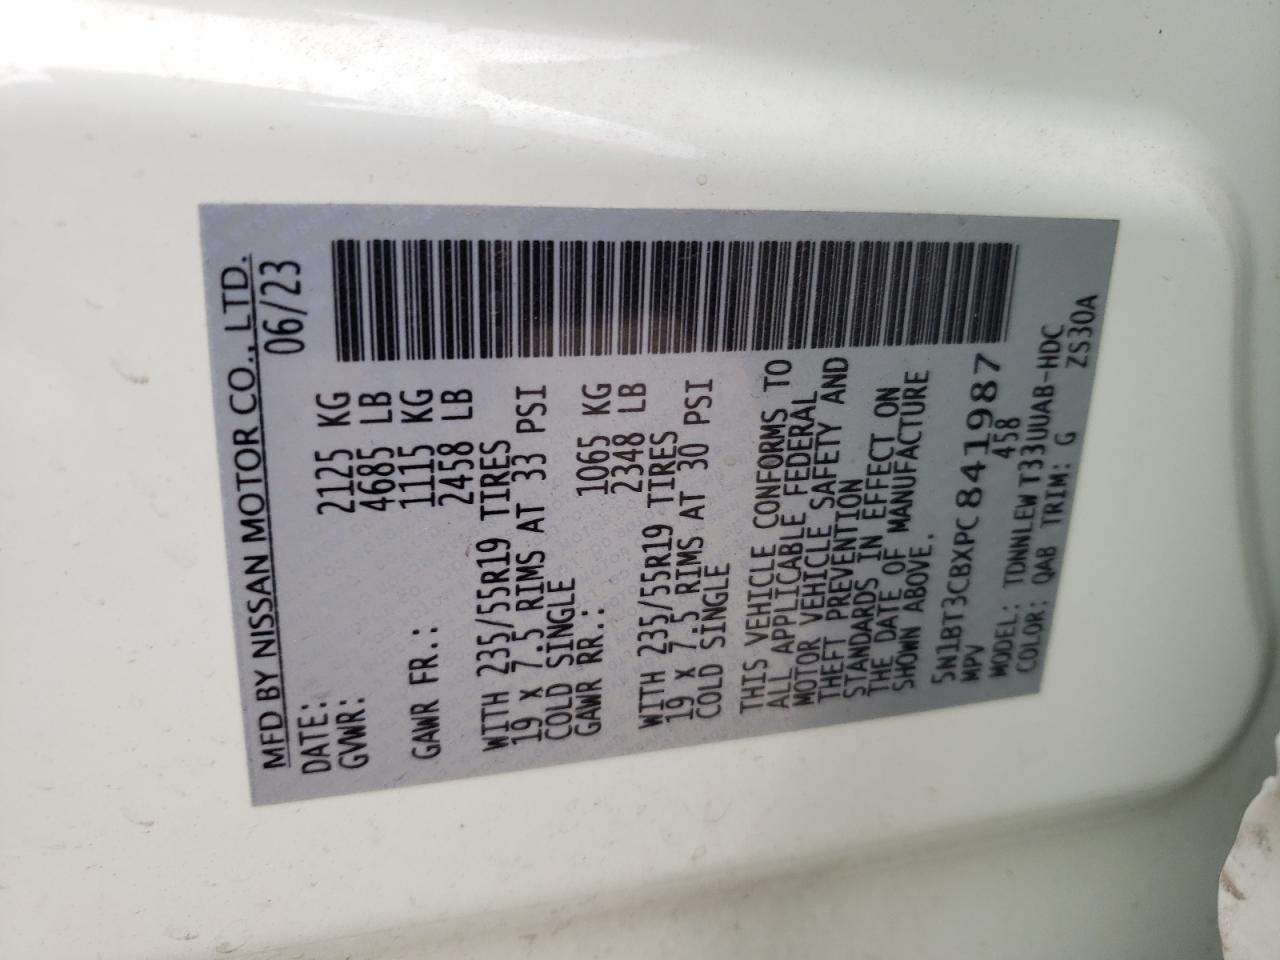 MFD BY NISSAN MOTOR CO., LTD.
DATE: 06/23
GVWR: 2125 KG
4685 LB
GAWR FR.: 1115 KG
2458 LB
WITH 235/55R19 TIRES
19 X 7.5 RIMS AT 33 PSI
COLD SINGLE
GAWR RR.: 1065 KG
2348 LB
WITH 235/55R19 TIRES
19 X 7.5 RIMS AT 30 PSI
COLD SINGLE
THIS VEHICLE CONFORMS TO
ALL APPLICABLE FEDERAL
MOTOR VEHICLE SAFETY AND
THEFT PREVENTION
STANDARDS IN EFFECT ON
THE DATE OF MANUFACTURE
SHOWN ABOVE.
5N1BT3CBXPC841987
MPV 458
MODEL: TDNNLEW T33UUAB-HDC
COLOR: QAB TRIM: G ZS30A